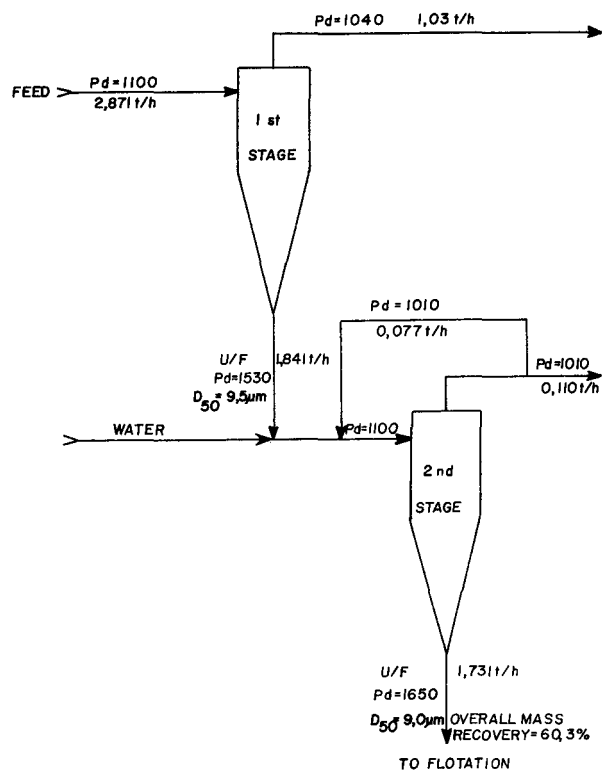 Pd=1040 1,03 t/h
Pd=1100
FEED
2,871 t/h
1 st
STAGE
Pd=1010
0,077 t/h
U/F 1,841 t/h
Pd=1530
D50 = 9,5µm
Pd=1010
0,110 t/h
WATER
Pd=1100
2 nd
STAGE
U/F 1,731 t/h
Pd=1650
D50 = 9,0µm OVERALL MASS
RECOVERY=60,3%
TO FLOTATION